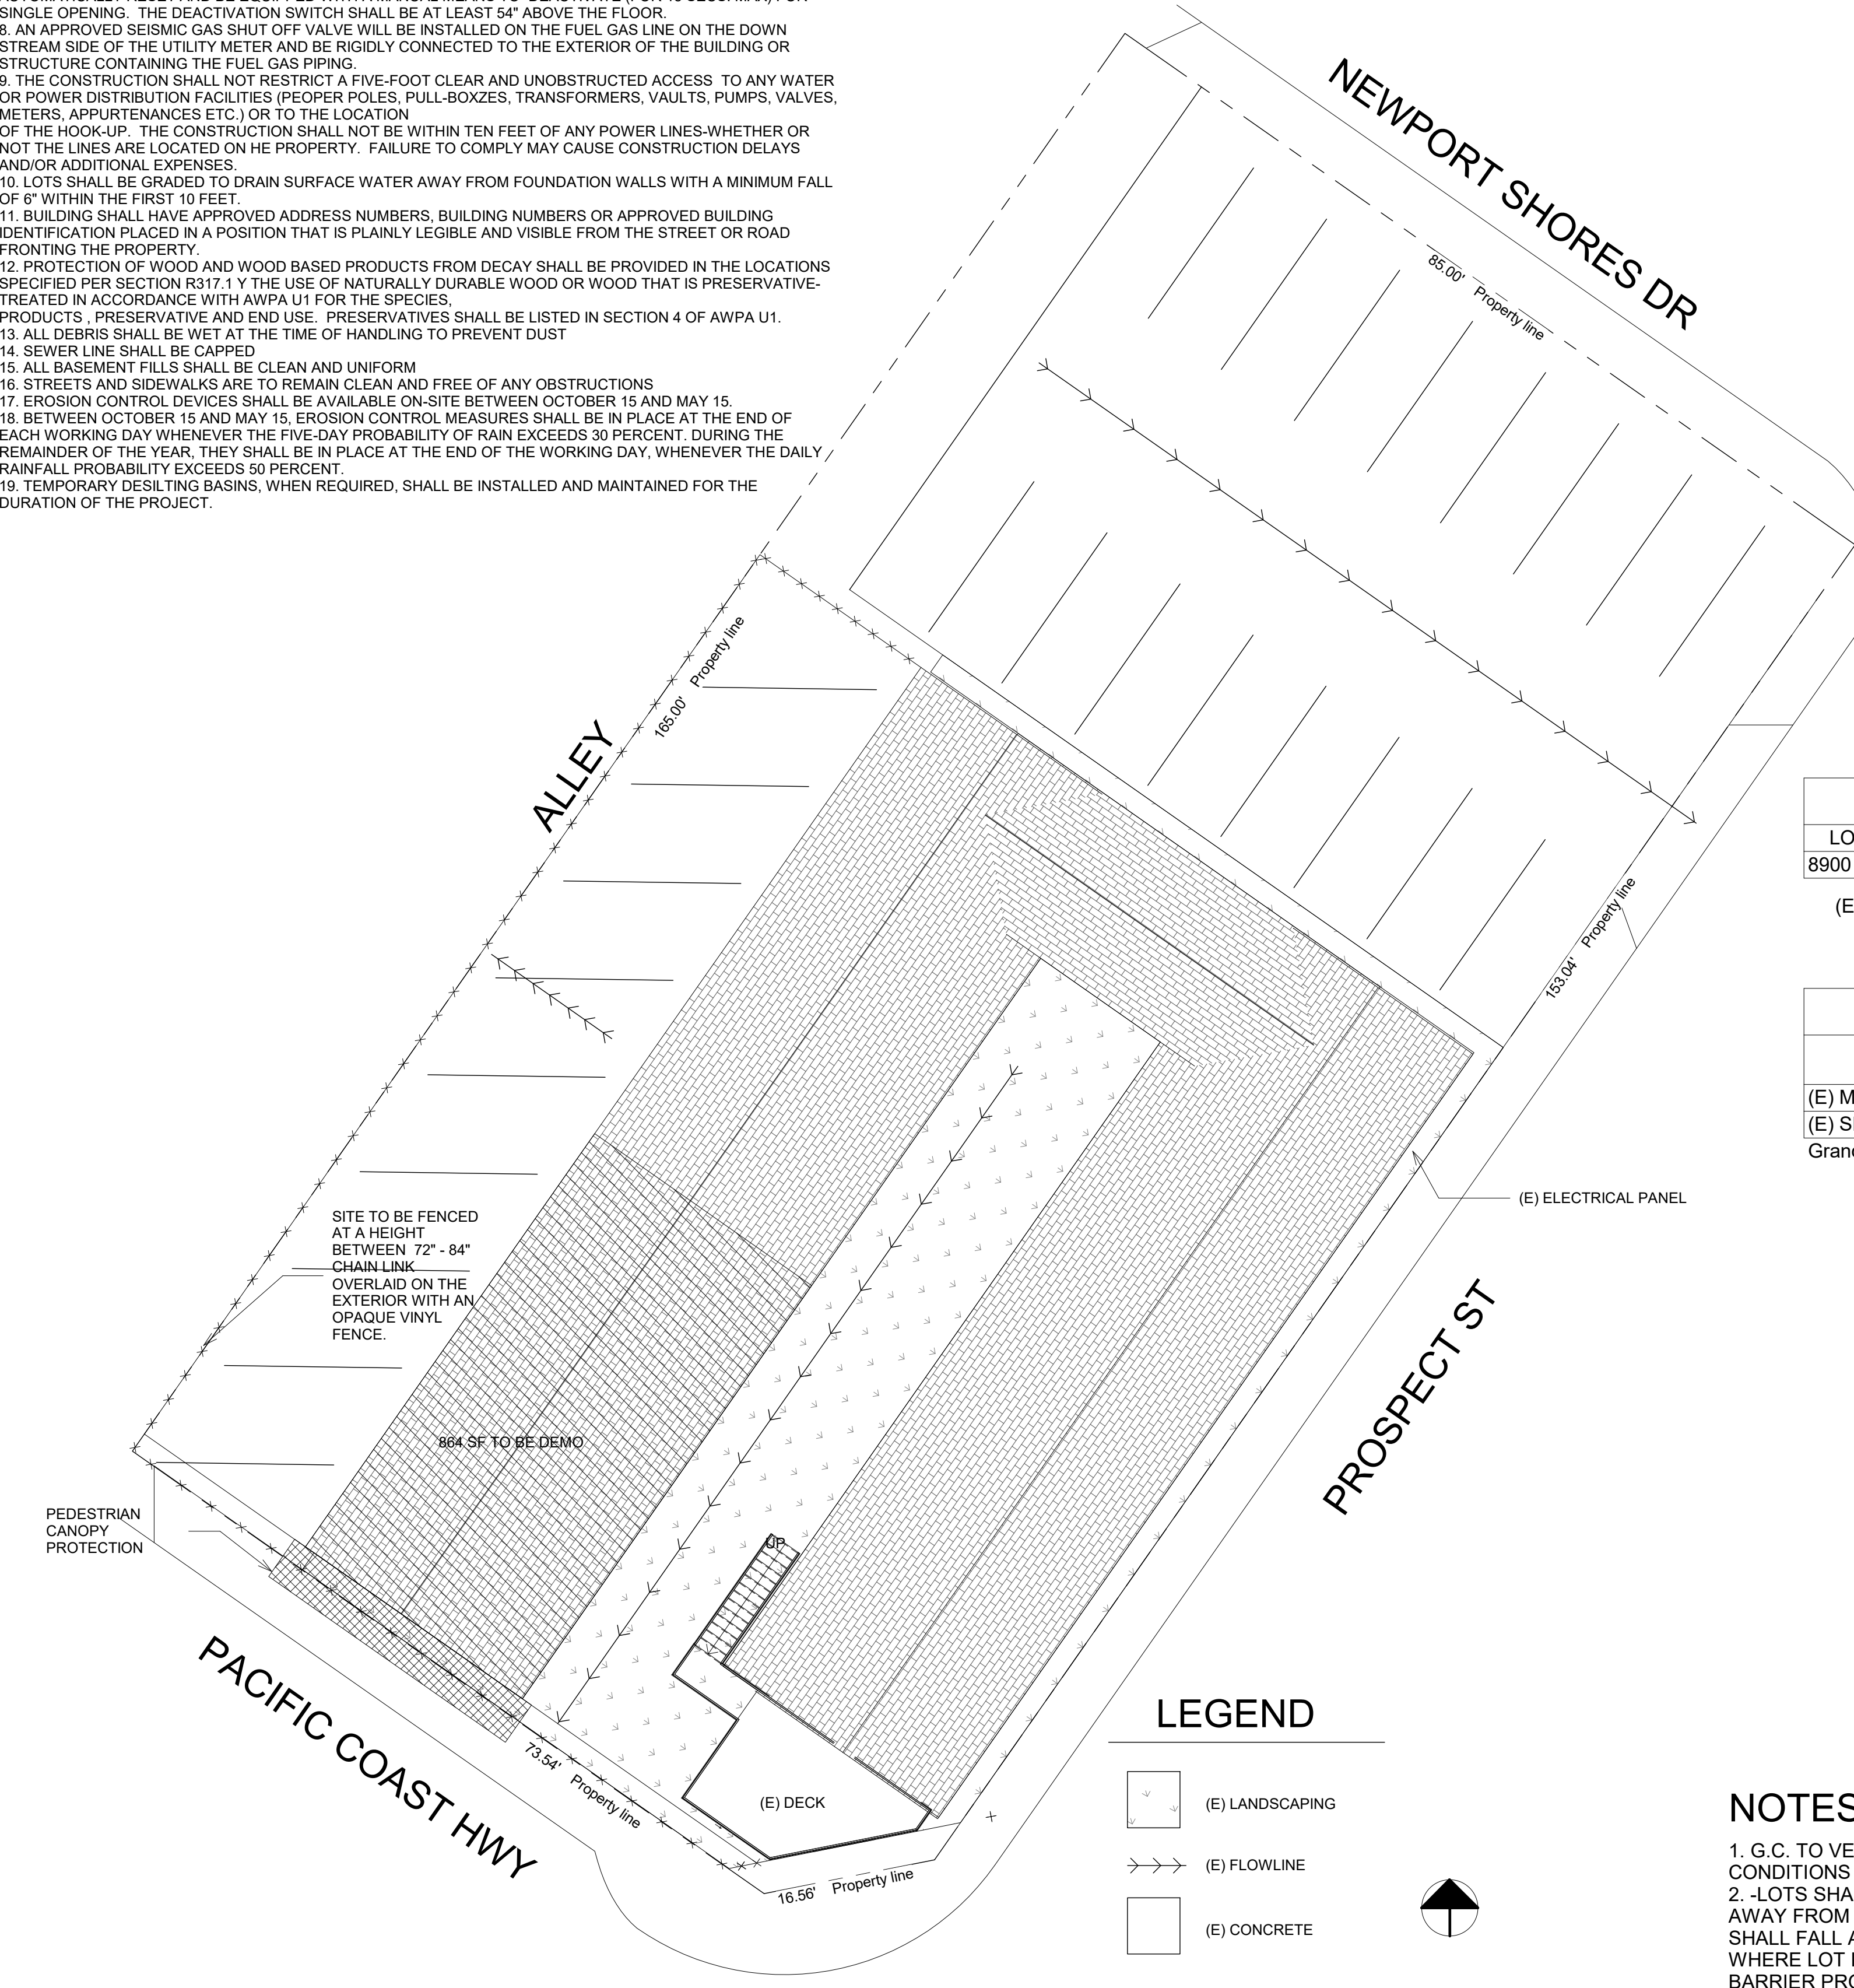 SINGLE OPENING.  THE DEACTIVATION SWITCH SHALL BE AT LEAST 54" ABOVE THE FLOOR.
8. AN APPROVED SEISMIC GAS SHUT OFF VALVE WILL BE INSTALLED ON THE FUEL GAS LINE ON THE DOWN
STREAM SIDE OF THE UTILITY METER AND BE RIGIDLY CONNECTED TO THE EXTERIOR OF THE BUILDING OR
STRUCTURE CONTAINING THE FUEL GAS PIPING.
9. THE CONSTRUCTION SHALL NOT RESTRICT A FIVE-FOOT CLEAR AND UNOBSTRUCTED ACCESS  TO ANY WATER
OR POWER DISTRIBUTION FACILITIES (PEOPER POLES, PULL-BOXZES, TRANSFORMERS, VAULTS, PUMPS, VALVES,
METERS, APPURTENANCES ETC.) OR TO THE LOCATION
OF THE HOOK-UP.  THE CONSTRUCTION SHALL NOT BE WITHIN TEN FEET OF ANY POWER LINES-WHETHER OR
NOT THE LINES ARE LOCATED ON HE PROPERTY.  FAILURE TO COMPLY MAY CAUSE CONSTRUCTION DELAYS
AND/OR ADDITIONAL EXPENSES.
10. LOTS SHALL BE GRADED TO DRAIN SURFACE WATER AWAY FROM FOUNDATION WALLS WITH A MINIMUM FALL
OF 6" WITHIN THE FIRST 10 FEET.
11. BUILDING SHALL HAVE APPROVED ADDRESS NUMBERS, BUILDING NUMBERS OR APPROVED BUILDING
IDENTIFICATION PLACED IN A POSITION THAT IS PLAINLY LEGIBLE AND VISIBLE FROM THE STREET OR ROAD
FRONTING THE PROPERTY.
12. PROTECTION OF WOOD AND WOOD BASED PRODUCTS FROM DECAY SHALL BE PROVIDED IN THE LOCATIONS
SPECIFIED PER SECTION R317.1 Y THE USE OF NATURALLY DURABLE WOOD OR WOOD THAT IS PRESERVATIVE-
TREATED IN ACCORDANCE WITH AWPA U1 FOR THE SPECIES,
PRODUCTS , PRESERVATIVE AND END USE.  PRESERVATIVES SHALL BE LISTED IN SECTION 4 OF AWPA U1.
13. ALL DEBRIS SHALL BE WET AT THE TIME OF HANDLING TO PREVENT DUST
14. SEWER LINE SHALL BE CAPPED
15. ALL BASEMENT FILLS SHALL BE CLEAN AND UNIFORM
16. STREETS AND SIDEWALKS ARE TO REMAIN CLEAN AND FREE OF ANY OBSTRUCTIONS
17. EROSION CONTROL DEVICES SHALL BE AVAILABLE ON-SITE BETWEEN OCTOBER 15 AND MAY 15.
18. BETWEEN OCTOBER 15 AND MAY 15, EROSION CONTROL MEASURES SHALL BE IN PLACE AT THE END OF
EACH WORKING DAY WHENEVER THE FIVE-DAY PROBABILITY OF RAIN EXCEEDS 30 PERCENT. DURING THE
REMAINDER OF THE YEAR, THEY SHALL BE IN PLACE AT THE END OF THE WORKING DAY, WHENEVER THE DAILY
RAINFALL PROBABILITY EXCEEDS 50 PERCENT.
19. TEMPORARY DESILTING BASINS, WHEN REQUIRED, SHALL BE INSTALLED AND MAINTAINED FOR THE
DURATION OF THE PROJECT.
NEWPORT SHORES DR
85.00' Property line
ALLEY
165.00' Property line
LO
8900
(E
153.04' Property line
(E) M
(E) S
Grand
(E) ELECTRICAL PANEL
SITE TO BE FENCED
AT A HEIGHT
BETWEEN  72" - 84"
CHAIN LINK
OVERLAID ON THE
EXTERIOR WITH AN
OPAQUE VINYL
FENCE.
PROSPECT ST
864 SF TO BE DEMO
PEDESTRIAN
CANOPY
PROTECTION
UP
PACIFIC COAST HWY
73.54' Property line
(E) DECK
16.56' Property line
LEGEND
(E) LANDSCAPING
(E) FLOWLINE
(E) CONCRETE
NOTES
1. G.C. TO VE
CONDITIONS
2. -LOTS SHA
AWAY FROM
SHALL FALL A
WHERE LOT
BARRIER PRO